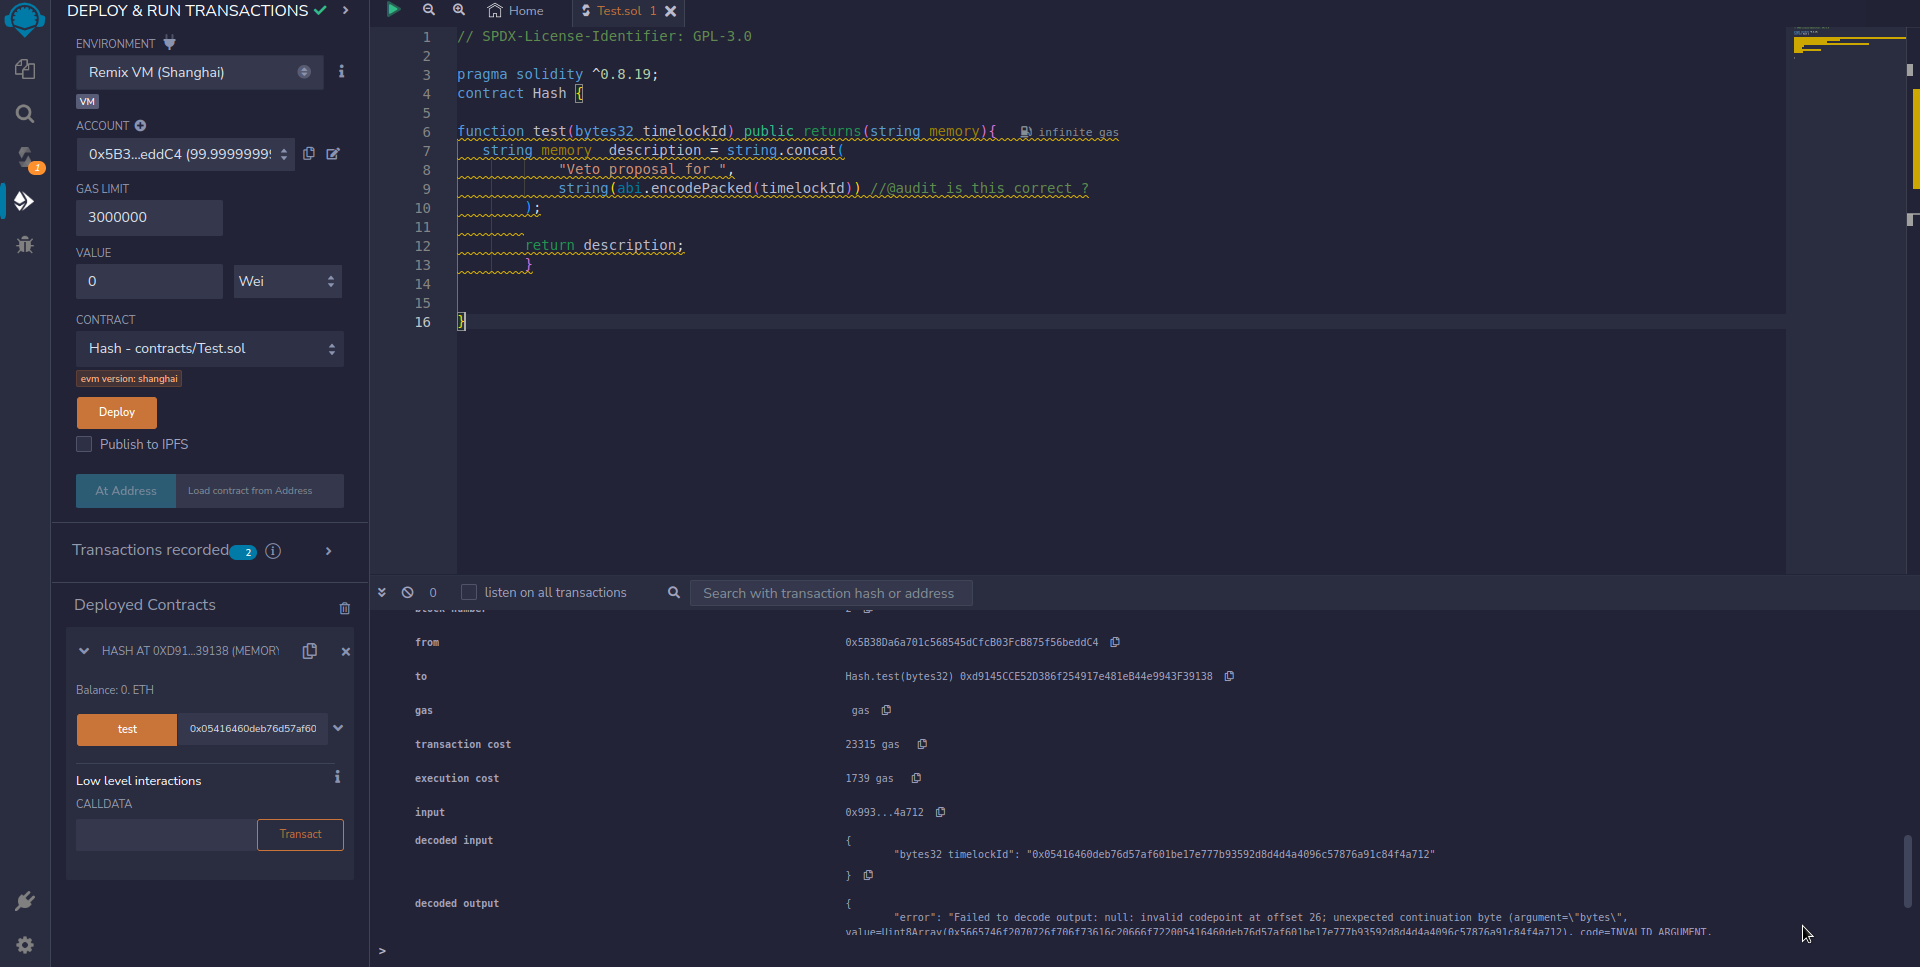 DEPLOY & RUN TRANSACTIONS
ENVIRONMENT
Remix VM (Shanghai)
VM
ACCOUNT
0x5B3...eddC4 (99.9999999
GAS LIMIT
3000000
VALUE
0
Wei
CONTRACT
Hash - contracts/Test.sol
evm version: shanghai
Deploy
Publish to IPFS
At Address
Load contract from Address
Transactions recorded 2
Deployed Contracts
HASH AT 0XD91...39138 (MEMORY
Balance: 0. ETH
test
0x05416460deb76d57af60
Low level interactions
CALLDATA
Transact
1
Home
Test.sol 1
1 // SPDX-License-Identifier: GPL-3.0
2
3 pragma solidity ^0.8.19;
4 contract Hash {
5
6 function test(bytes32 timelockId) public returns(string memory){ infinite gas
7 string memory description = string.concat(
8 "Veto proposal for ",
9 string(abi.encodePacked(timelockId)) //@audit is this correct ?
10 );
11
12 return description;
13 }
14
15
16 }
0
listen on all transactions
Search with transaction hash or address
block number 2
from 0x5B38Da6a701c568545dCfcB03FcB875f56beddC4
to Hash.test(bytes32) 0xd9145CCE52D386f254917e481eB44e9943F39138
gas gas
transaction cost 23315 gas
execution cost 1739 gas
input 0x993...4a712
decoded input {
"bytes32 timelockId": "0x05416460deb76d57af601be17e777b93592d8d4d4a4096c57876a91c84f4a712"
}
decoded output {
"error": "Failed to decode output: null: invalid codepoint at offset 26; unexpected continuation byte (argument=\"bytes\",
value=Uint8Array(0x5665746f2070726f706f73616c20666f722005416460deb76d57af601be17e777b93592d8d4d4a4096c57876a91c84f4a712), code=INVALID_ARGUMENT,
>